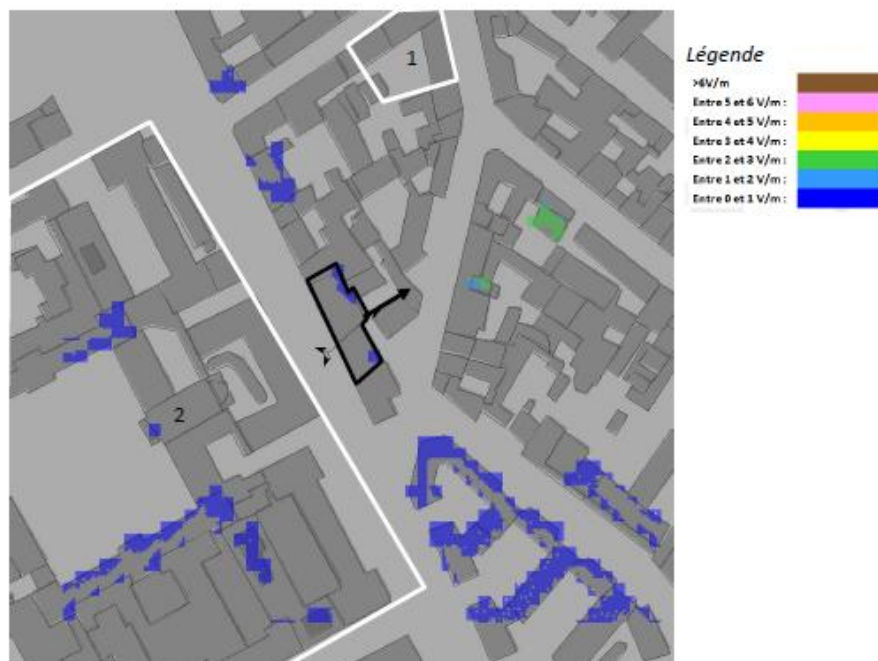 1
2
Légende
>6V/m
Entre 5 et 6 V/m :
Entre 4 et 5 V/m :
Entre 3 et 4 V/m :
Entre 2 et 3 V/m :
Entre 1 et 2 V/m :
Entre 0 et 1 V/m :